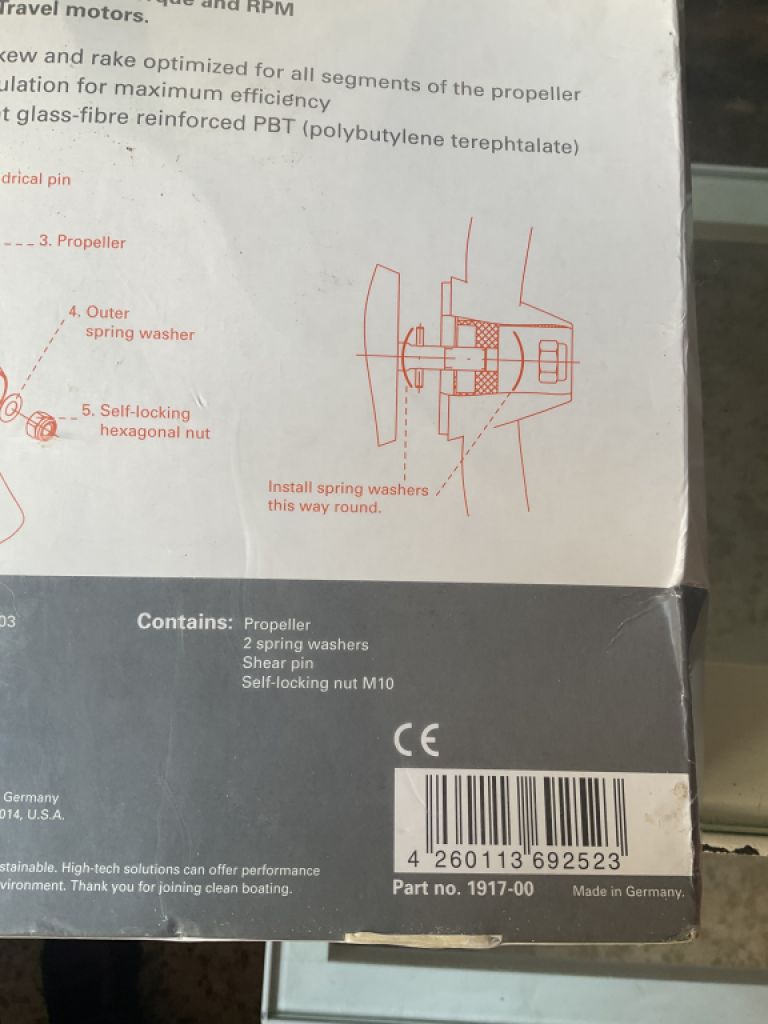 and RPM
Travel motors.
and rake optimized for all segments of the propeller
ulation for maximum efficiency
t glass-fibre reinforced PBT (polybutylene terephtalate)
drical pin
3. Propeller
4. Outer
spring washer
5. Self-locking
hexagonal nut
Install spring washers
this way round.
03
Contains: Propeller
2 spring washers
Shear pin
Self-locking nut M10
CE
Germany
014, U.S.A.
4 260113 692523
stainable. High-tech solutions can offer performance
vironment. Thank you for joining clean boating.
Part no. 1917-00
Made in Germany.